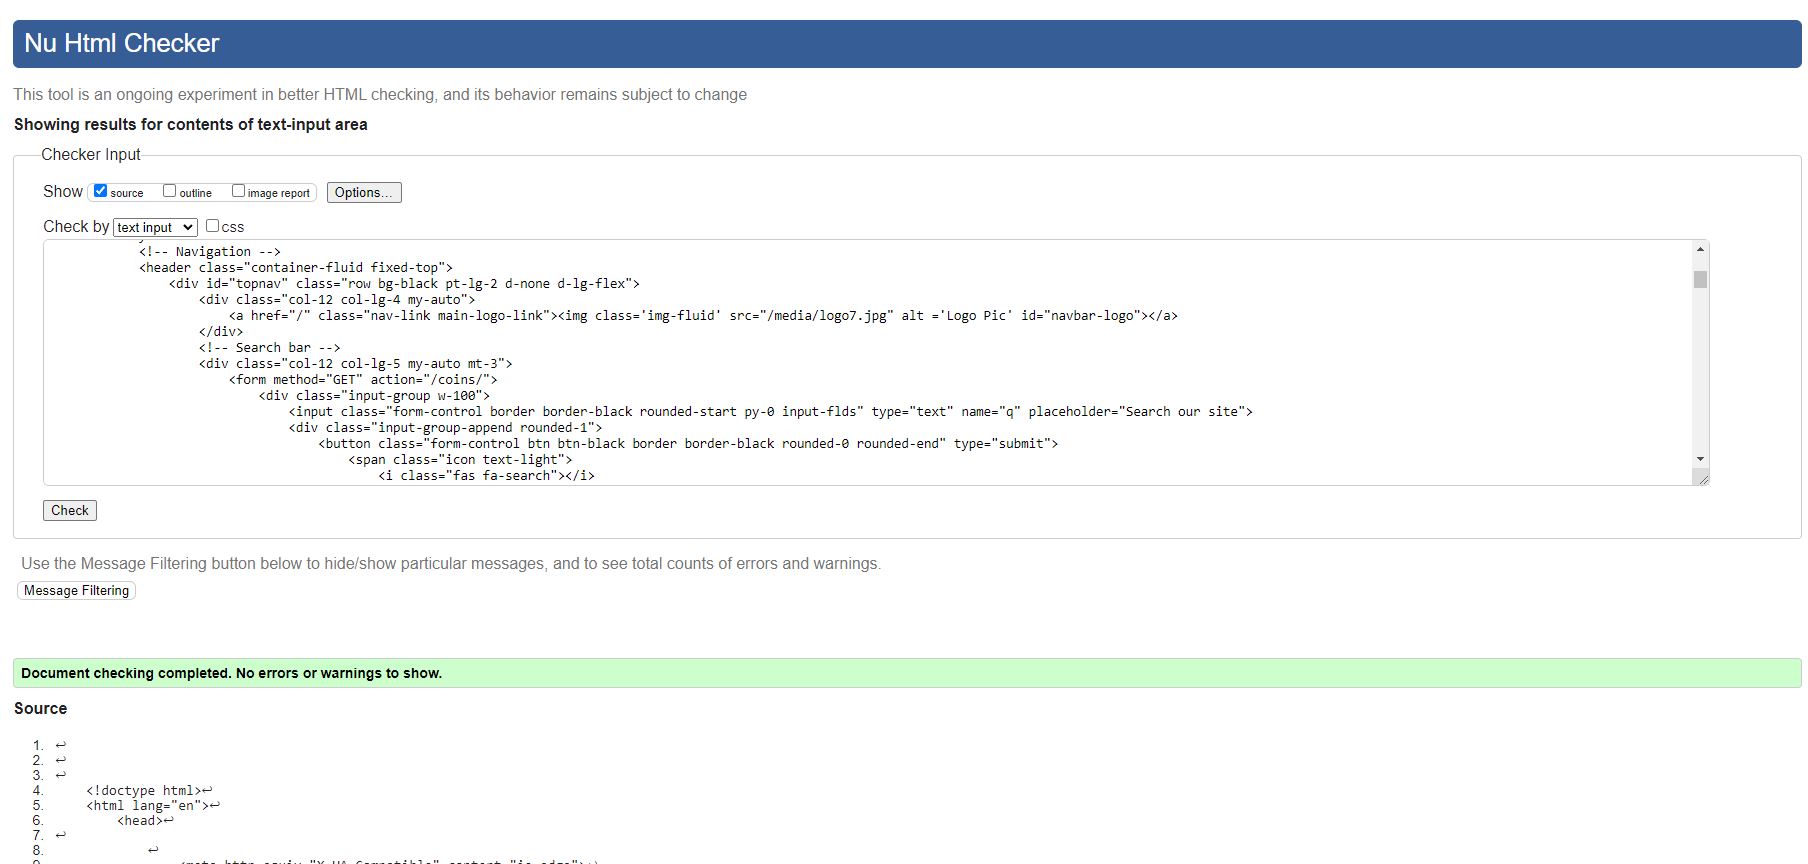 Nu Html Checker
This tool is an ongoing experiment in better HTML checking, and its behavior remains subject to change
Showing results for contents of text-input area
Checker Input
Show source outline image report Options...
Check by text input css
<!-- Navigation -->
<header class="container-fluid fixed-top">
<div id="topnav" class="row bg-black pt-lg-2 d-none d-lg-flex">
<div class="col-12 col-lg-4 my-auto">
<a href="/" class="nav-link main-logo-link"><img class='img-fluid' src="/media/logo7.jpg" alt ='Logo Pic' id="navbar-logo"></a>
</div>
<!-- Search bar -->
<div class="col-12 col-lg-5 my-auto mt-3">
<form method="GET" action="/coins/">
<div class="input-group w-100">
<input class="form-control border border-black rounded-start py-0 input-flds" type="text" name="q" placeholder="Search our site">
<div class="input-group-append rounded-1">
<button class="form-control btn btn-black border border-black rounded-0 rounded-end" type="submit">
<span class="icon text-light">
<i class="fas fa-search"></i>
Check
Use the Message Filtering button below to hide/show particular messages, and to see total counts of errors and warnings.
Message Filtering
Document checking completed. No errors or warnings to show.
Source
1. ↩
2. ↩
3. ↩
4. <!doctype html>↩
5. <html lang="en">↩
6. <head>↩
7. ↩
8. ↩